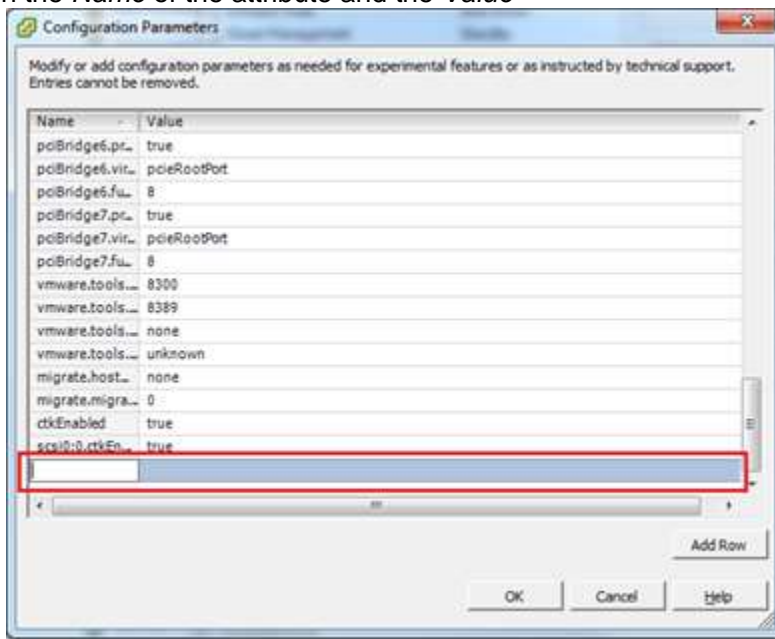 n the Name of the attribute and the Value
Configuration Parameters
Modify or add configuration parameters as needed for experimental features or as instructed by technical support.
Entries cannot be removed.
Name Value
pciBridge6.pr... true
pciBridge6.vir... pcieRootPort
pciBridge6.fu... 8
pciBridge7.pr... true
pciBridge7.vir... pcieRootPort
pciBridge7.fu... 8
vmware.tools.... 8300
vmware.tools.... 8389
vmware.tools.... none
vmware.tools.... unknown
migrate.host... none
migrate.migra... 0
ctkEnabled true
scsi0:0.ctkEn... true
Add Row
OK Cancel Help